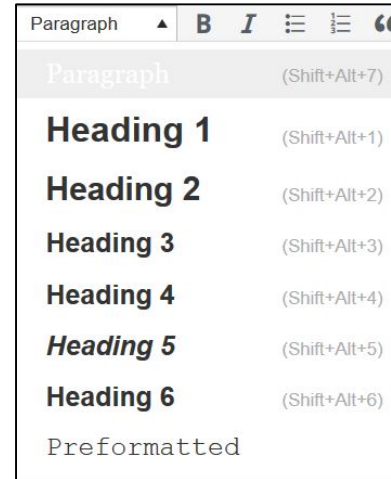 Paragraph ▲ B I
Paragraph (Shift+Alt+7)
Heading 1 (Shift+Alt+1)
Heading 2 (Shift+Alt+2)
Heading 3 (Shift+Alt+3)
Heading 4 (Shift+Alt+4)
Heading 5 (Shift+Alt+5)
Heading 6 (Shift+Alt+6)
Preformatted